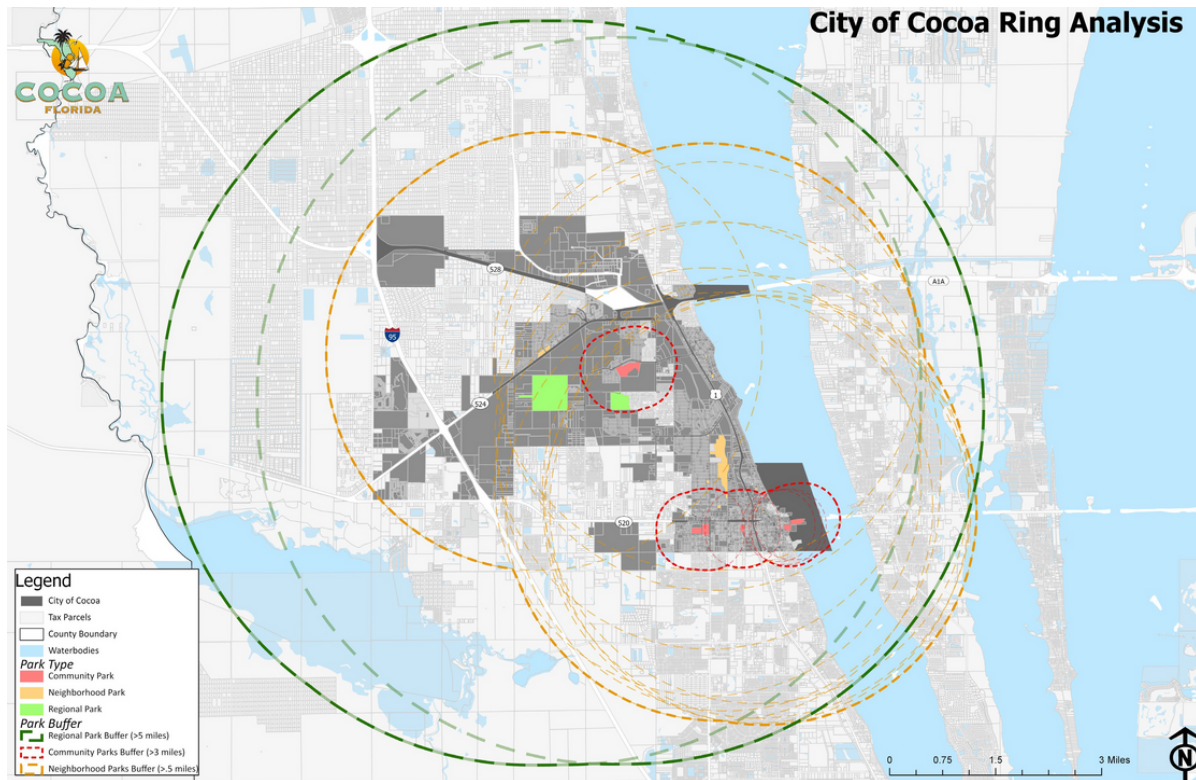 City of Cocoa Ring Analysis
COCOA
FLORIDA
528
A1A
95
524
1
520
Legend
City of Cocoa
Tax Parcels
County Boundary
Waterbodies
Park Type
Community Park
Neighborhood Park
Regional Park
Park Buffer
Regional Park Buffer (>5 miles)
Community Parks Buffer (>3 miles)
Neighborhood Parks Buffer (>.5 miles)
0 0.75 1.5 3 Miles
N